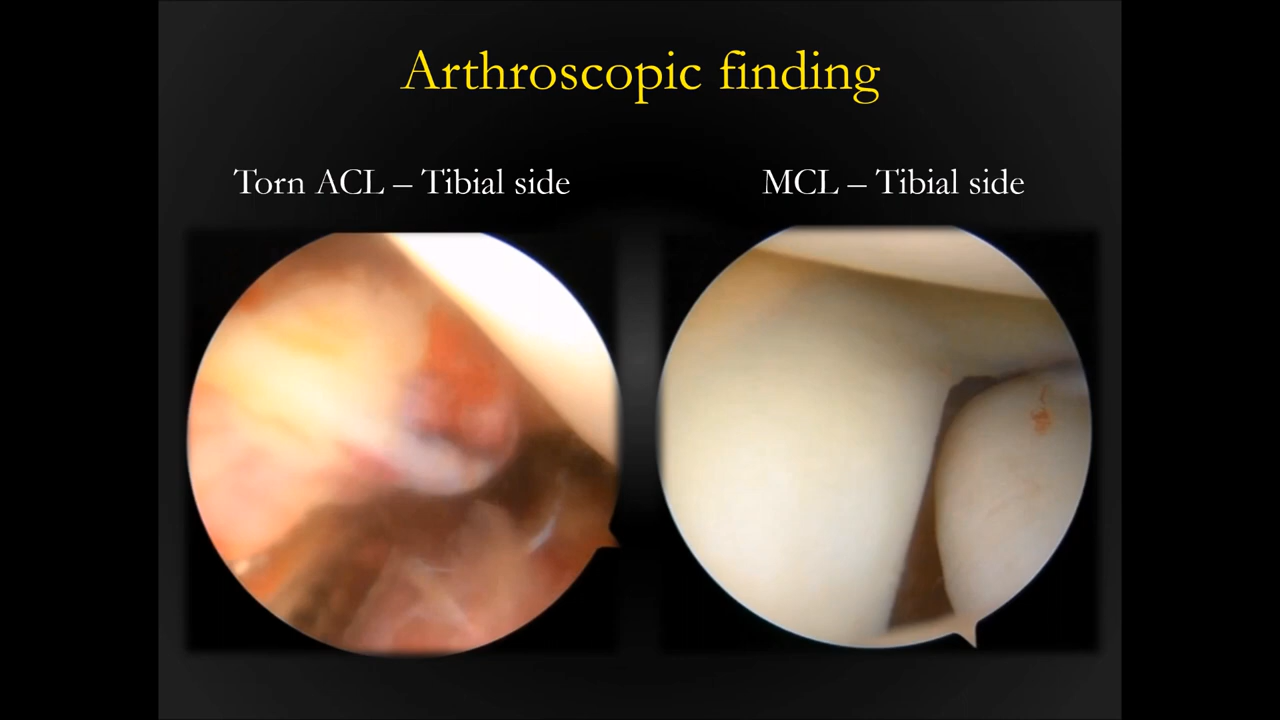 Arthroscopic finding
Torn ACL – Tibial side
MCL – Tibial side